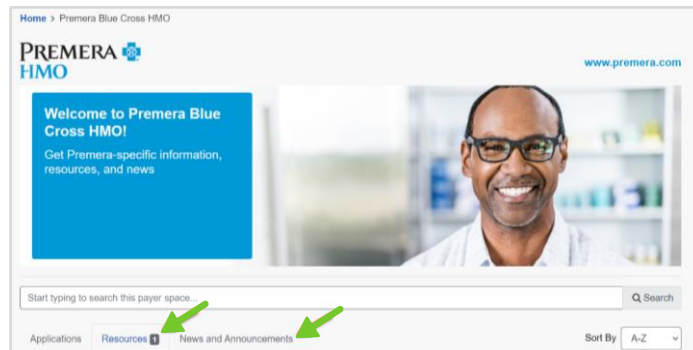 Home > Premera Blue Cross HMO
PREMERA
HMO
www.premera.com
Welcome to Premera Blue
Cross HMO!
Get Premera-specific information,
resources, and news
Start typing to search this payer space...
Search
Applications Resources 1 News and Announcements Sort By A-Z